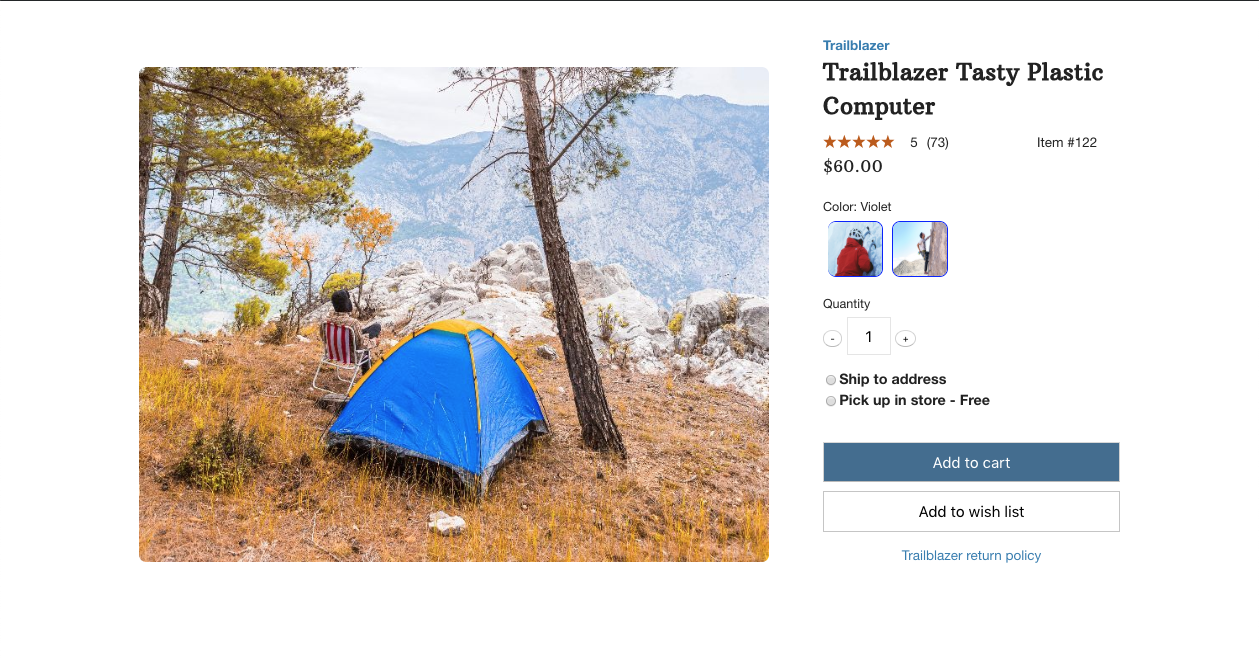 Trailblazer
Trailblazer Tasty Plastic
Computer
5 (73) Item #122
$60.00
Color: Violet
Quantity
- 1 +
Ship to address
Pick up in store - Free
Add to cart
Add to wish list
Trailblazer return policy